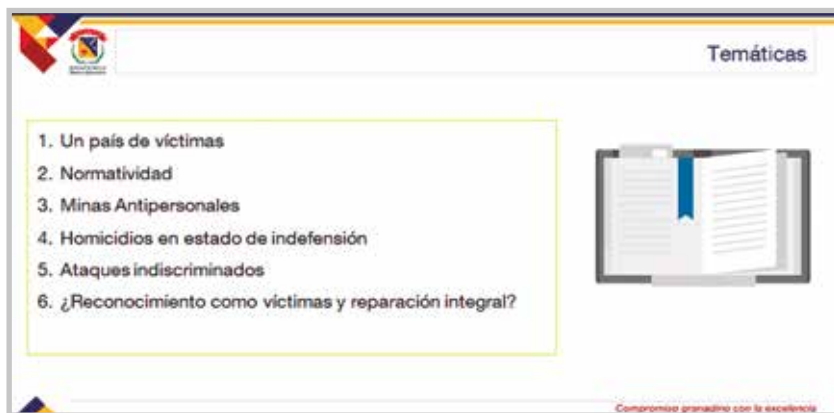 Temáticas
1. Un país de víctimas
2. Normatividad
3. Minas Antipersonales
4. Homicidios en estado de indefensión
5. Ataques indiscriminados
6. ¿Reconocimiento como víctimas y reparación integral?
Compromiso granadino con la excelencia